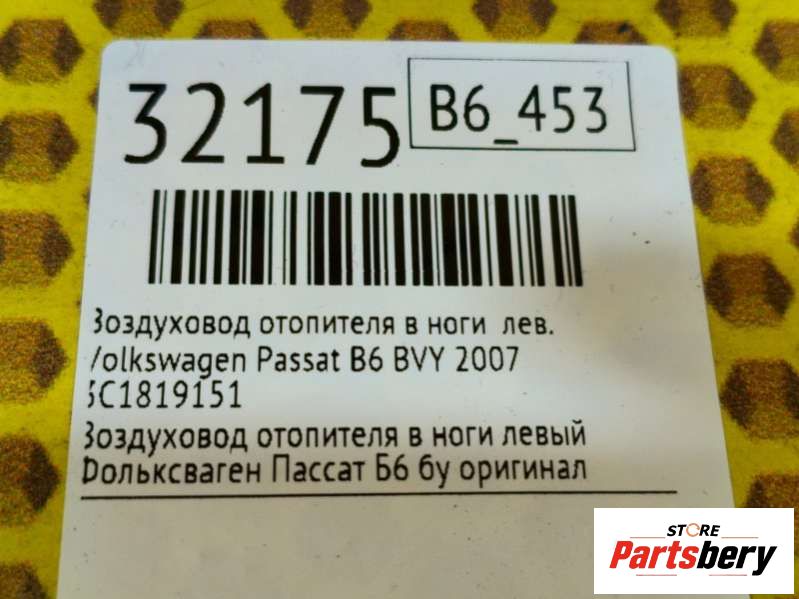 32175
B6_453
Воздуховод отопителя в ноги лев.
Volkswagen Passat B6 BVY 2007
3C1819151
Воздуховод отопителя в ноги левый
Фольксваген Пассат Б6 бу оригинал
STORE
Partsbery